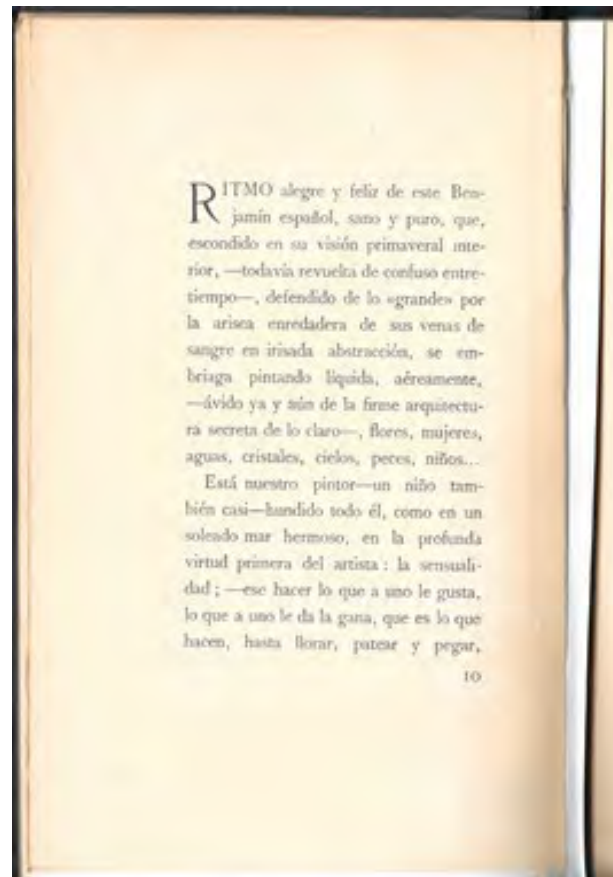 RITMO alegre y feliz de este Ben-
jamín español, sano y puro, que,
escondido en su visión primaveral inte-
rior, —todavía revuelta de confuso entre-
tiempo—, defendido de lo «grande» por
la arisca enredadera de sus venas de
sangre en irisada abstracción, se em-
briaga pintando líquida, aéreamente,
—ávido ya y aún de la firme arquitectu-
ra secreta de lo claro—, flores, mujeres,
aguas, cristales, cielos, peces, niños...
Está nuestro pintor—un niño tam-
bién casi—hundido todo él, como en un
soleado mar hermoso, en la profunda
virtud primera del artista: la sensuali-
dad; —ese hacer lo que a uno le gusta,
lo que a uno le da la gana, que es lo que
hacen, hasta llorar, patear y pegar,
10